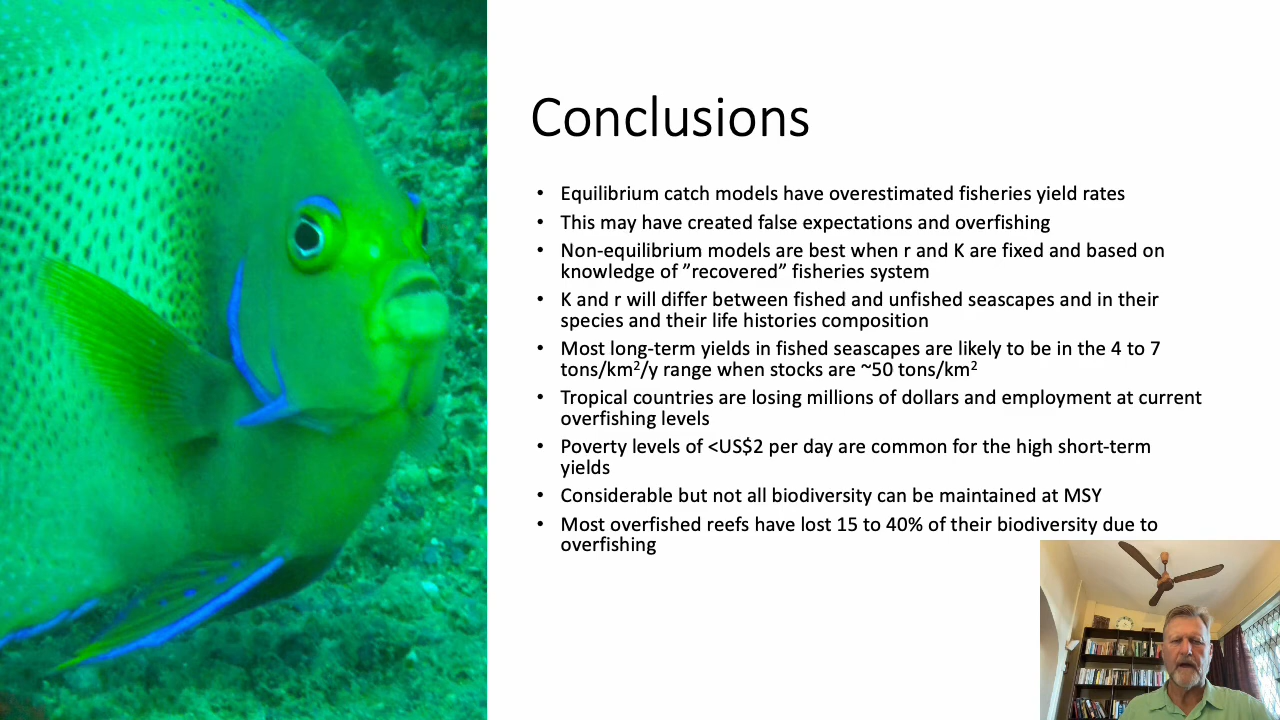 Conclusions
• Equilibrium catch models have overestimated fisheries yield rates
• This may have created false expectations and overfishing
• Non-equilibrium models are best when r and K are fixed and based on
knowledge of ”recovered” fisheries system
• K and r will differ between fished and unfished seascapes and in their
species and their life histories composition
• Most long-term yields in fished seascapes are likely to be in the 4 to 7
tons/km²/y range when stocks are ~50 tons/km²
• Tropical countries are losing millions of dollars and employment at current
overfishing levels
• Poverty levels of <US$2 per day are common for the high short-term
yields
• Considerable but not all biodiversity can be maintained at MSY
• Most overfished reefs have lost 15 to 40% of their biodiversity due to
overfishing